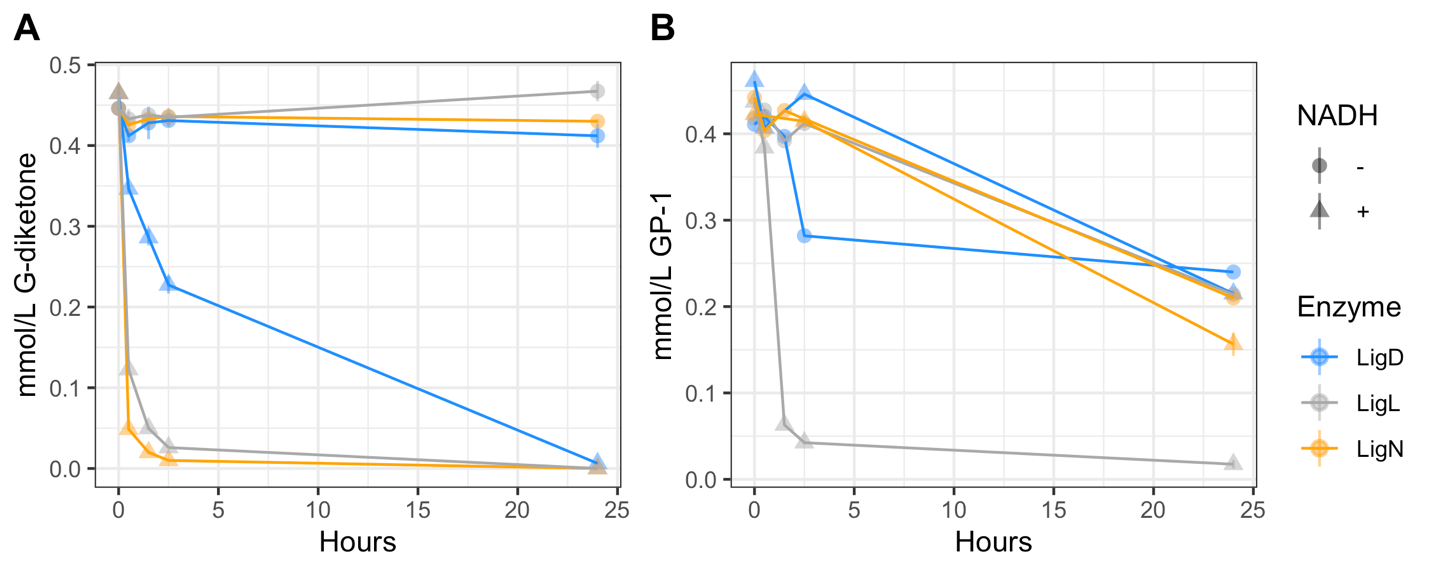 A
mmol/L G-diketone
0.5
0.4
0.3
0.2
0.1
0.0
0 5 10 15 20 25
Hours
B
mmol/L GP-1
0.4
0.3
0.2
0.1
0.0
0 5 10 15 20 25
Hours
NADH
-
+
Enzyme
LigD
LigL
LigN